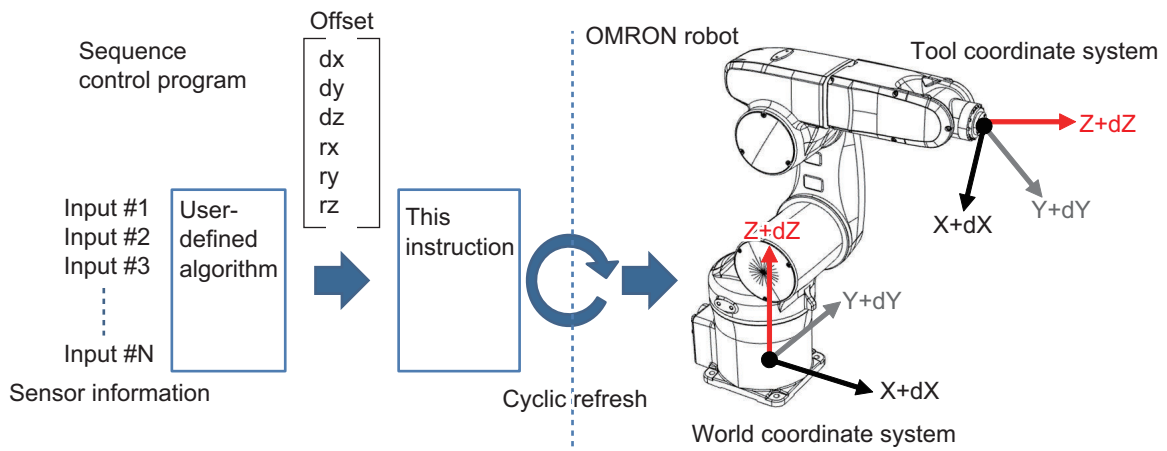 Offset
Sequence
control program
dx
dy
dz
rx
ry
rz
Input #1
Input #2
Input #3
Input #N
Sensor information
User-
defined
algorithm
This
instruction
Cyclic refresh
OMRON robot
Tool coordinate system
Z+dZ
Y+dY
X+dX
Z+dZ
Y+dY
X+dX
World coordinate system